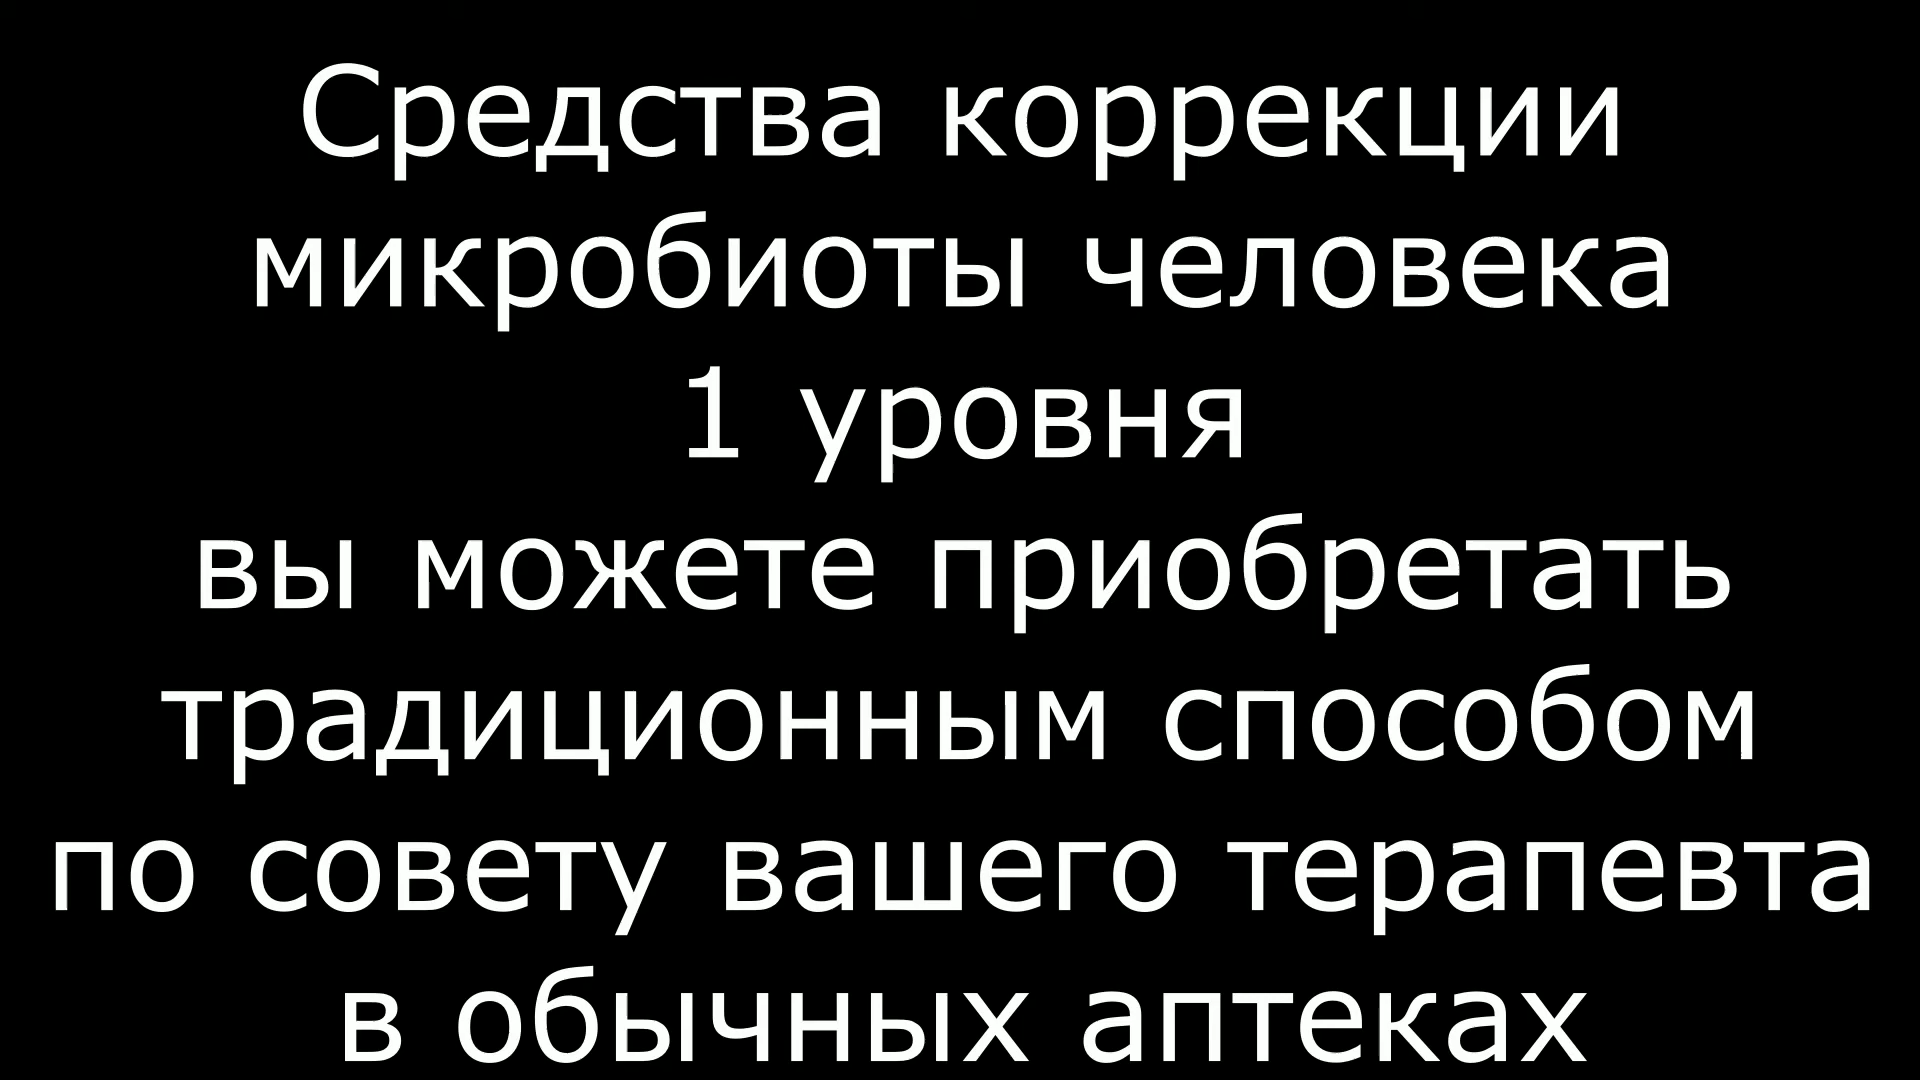 Средства коррекции
микробиоты человека
1 уровня
вы можете приобретать
традиционным способом
по совету вашего терапевта
в обычных аптеках